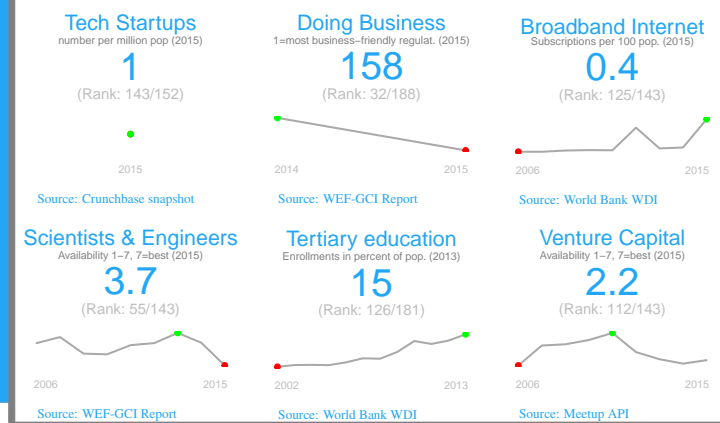 Tech Startups
number per million pop (2015)
1
(Rank: 143/152)
2015
Source: Crunchbase snapshot
Doing Business
1=most business−friendly regulat. (2015)
158
(Rank: 32/188)
2014 2015
Source: WEF-GCI Report
Broadband Internet
Subscriptions per 100 pop. (2015)
0.4
(Rank: 125/143)
2006 2015
Source: World Bank WDI
Scientists & Engineers
Availability 1−7, 7=best (2015)
3.7
(Rank: 55/143)
2006 2015
Source: WEF-GCI Report
Tertiary education
Enrollments in percent of pop. (2013)
15
(Rank: 126/181)
2002 2013
Source: World Bank WDI
Venture Capital
Availability 1−7, 7=best (2015)
2.2
(Rank: 112/143)
2006 2015
Source: Meetup API